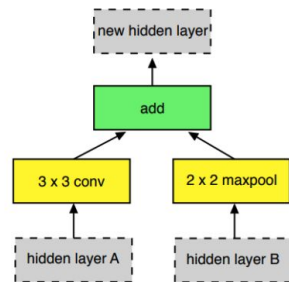 new hidden layer
add
3 x 3 conv
2 x 2 maxpool
hidden layer A
hidden layer B